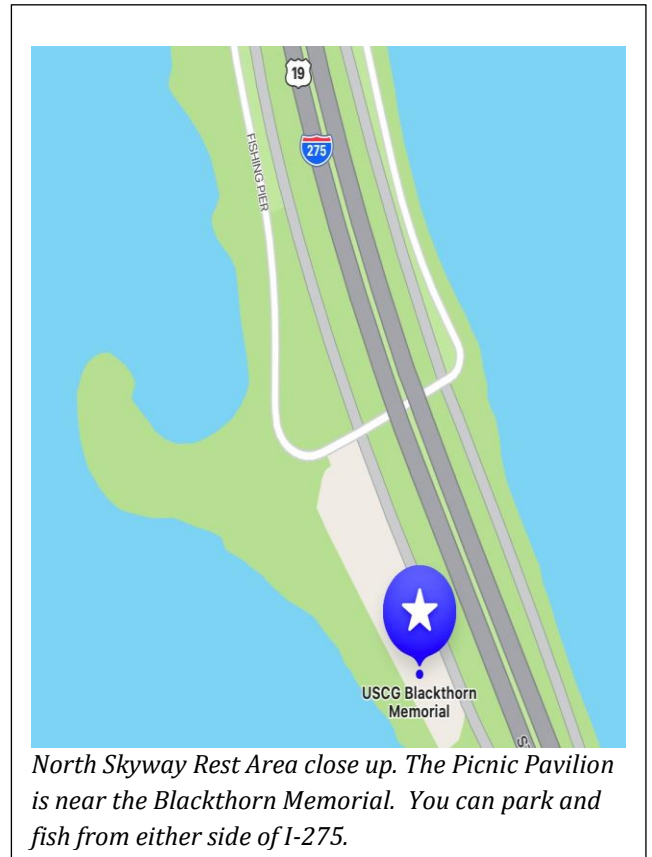 19
FISHING PIER
275
USCG Blackthorn
Memorial
North Skyway Rest Area close up. The Picnic Pavilion
is near the Blackthorn Memorial. You can park and
fish from either side of I-275.